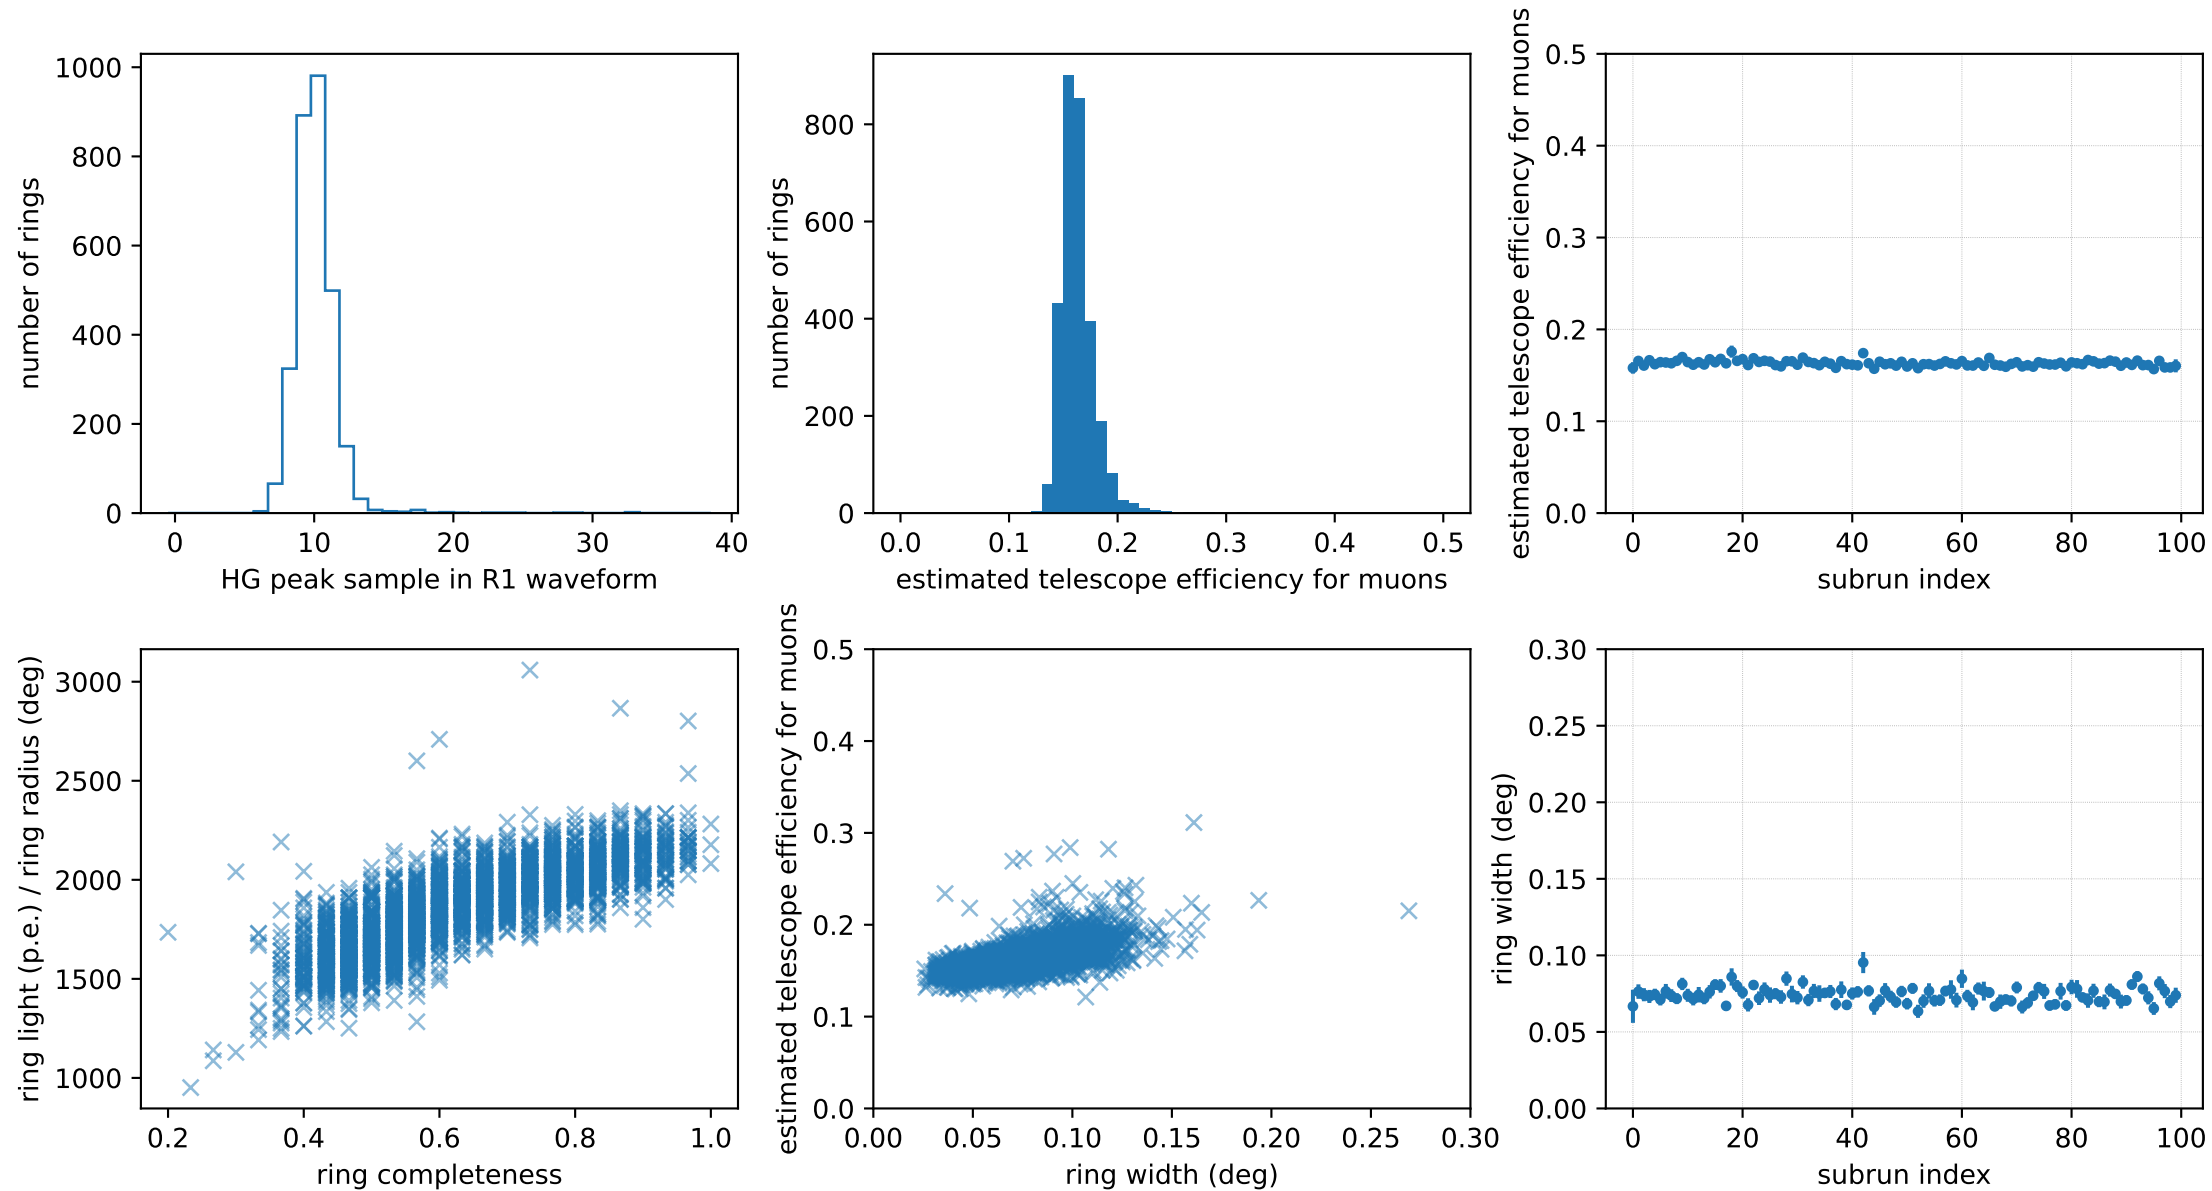 1000
800
600
400
200
0
number of rings
0 10 20 30 40
HG peak sample in R1 waveform
800
600
400
200
0
number of rings
0.0 0.1 0.2 0.3 0.4 0.5
estimated telescope efficiency for muons
0.5
0.4
0.3
0.2
0.1
0.0
estimated telescope efficiency for muons
0 20 40 60 80 100
subrun index
3000
2500
2000
1500
1000
ring light (p.e.) / ring radius (deg)
0.2 0.4 0.6 0.8 1.0
ring completeness
0.5
0.4
0.3
0.2
0.1
0.0
estimated telescope efficiency for muons
0.00 0.05 0.10 0.15 0.20 0.25 0.30
ring width (deg)
0.30
0.25
0.20
0.15
0.10
0.05
0.00
ring width (deg)
0 20 40 60 80 100
subrun index